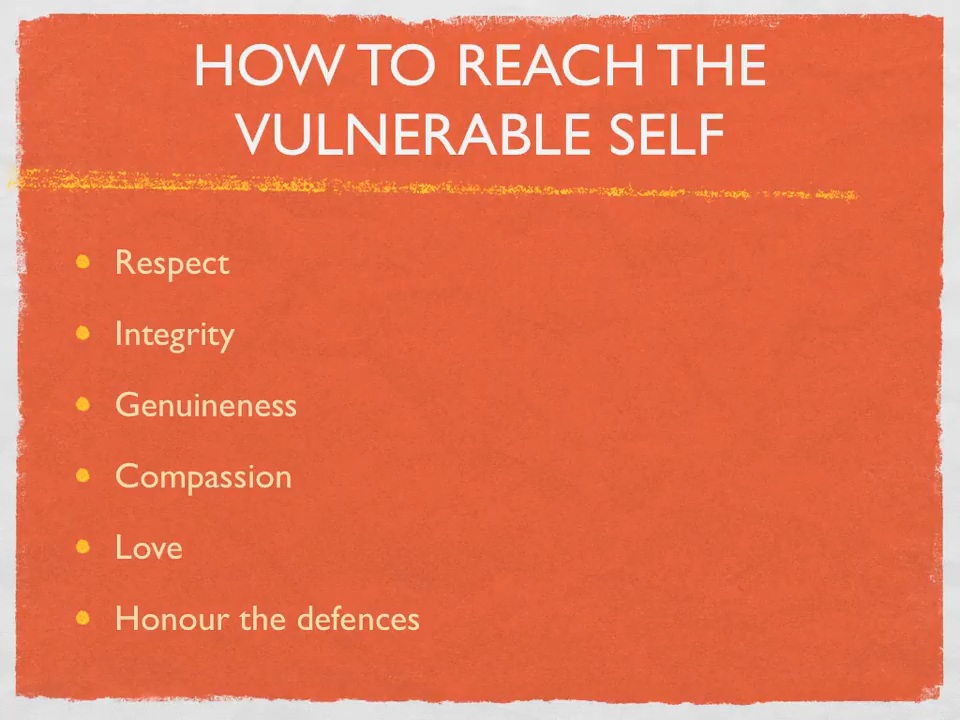 HOW TO REACH THE
VULNERABLE SELF
Respect
Integrity
Genuineness
Compassion
Love
Honour the defences